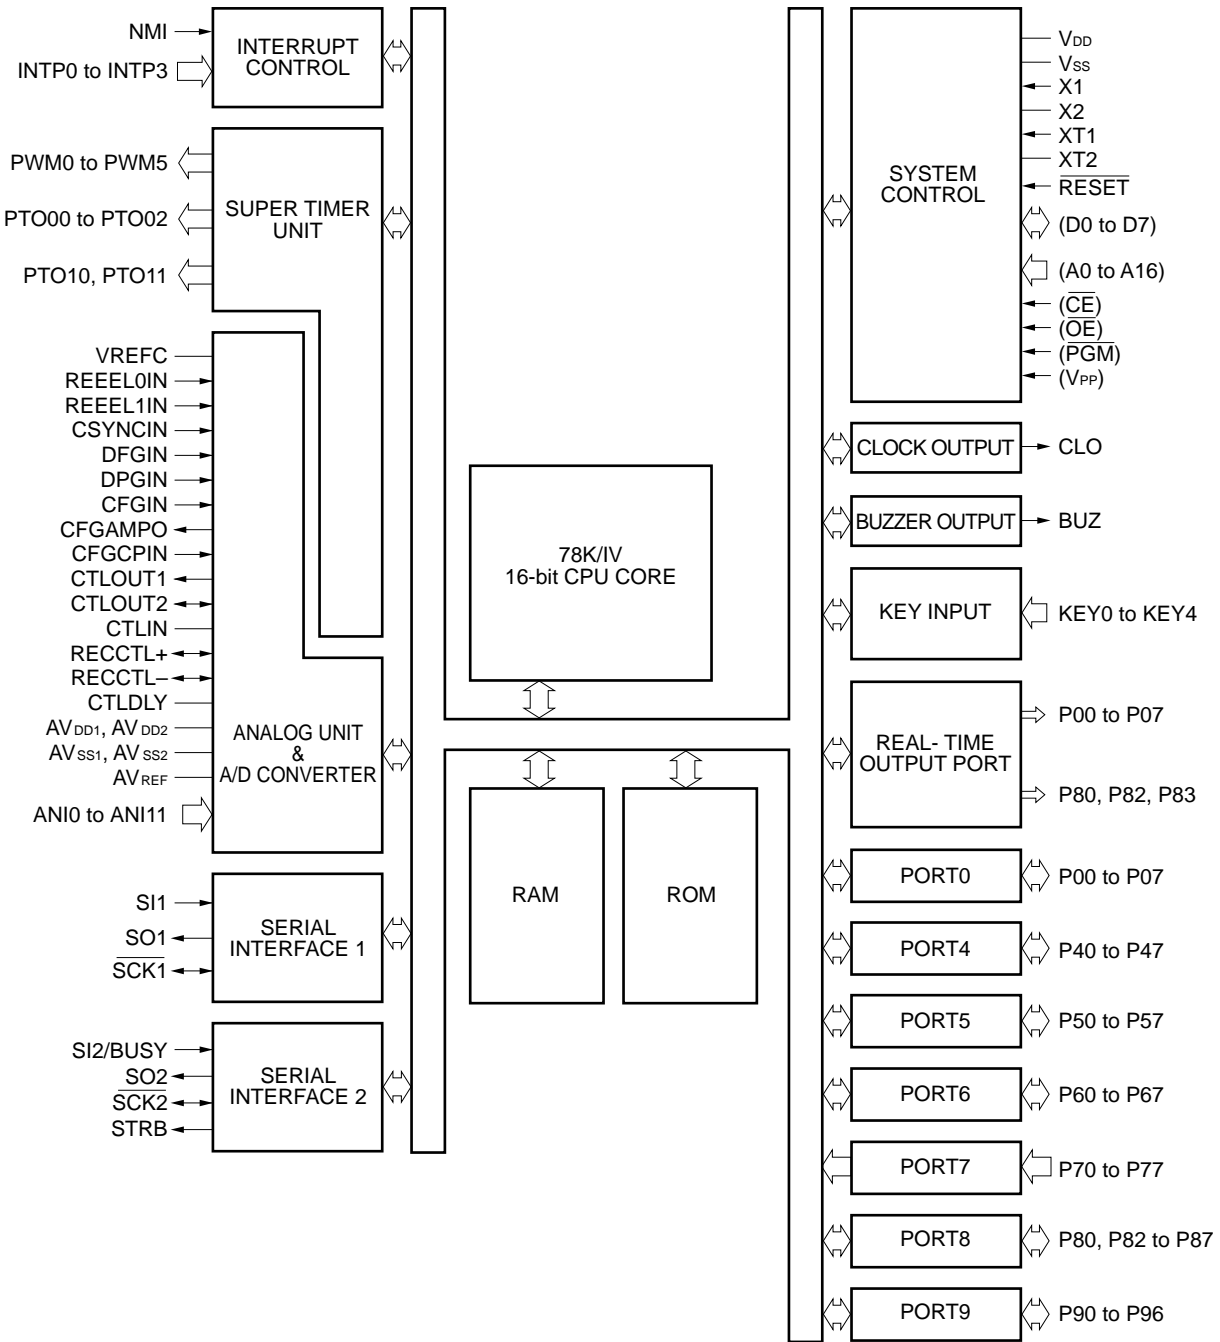 NMI
INTP0 to INTP3
INTERRUPT
CONTROL
PWM0 to PWM5
PTO00 to PTO02
PTO10, PTO11
SUPER TIMER
UNIT
VREFC
REEEL0IN
REEEL1IN
CSYNCIN
DFGIN
DPGIN
CFGIN
CFGAMPO
CFGCPIN
CTLOUT1
CTLOUT2
CTLIN
RECCTL+
RECCTL–
CTLDLY
AVDD1, AVDD2
AVSS1, AVSS2
AVREF
ANI0 to ANI11
ANALOG UNIT
&
A/D CONVERTER
SI1
SO1
S̅C̅K̅1̅
SERIAL
INTERFACE 1
SI2/BUSY
SO2
S̅C̅K̅2̅
STRB
SERIAL
INTERFACE 2
78K/IV
16-bit CPU CORE
RAM
ROM
SYSTEM
CONTROL
VDD
VSS
X1
X2
XT1
XT2
R̅E̅S̅E̅T̅
(D0 to D7)
(A0 to A16)
(C̅E̅)
(O̅E̅)
(P̅G̅M̅)
(VPP)
CLOCK OUTPUT
CLO
BUZZER OUTPUT
BUZ
KEY INPUT
KEY0 to KEY4
REAL- TIME
OUTPUT PORT
P00 to P07
P80, P82, P83
PORT0
P00 to P07
PORT4
P40 to P47
PORT5
P50 to P57
PORT6
P60 to P67
PORT7
P70 to P77
PORT8
P80, P82 to P87
PORT9
P90 to P96